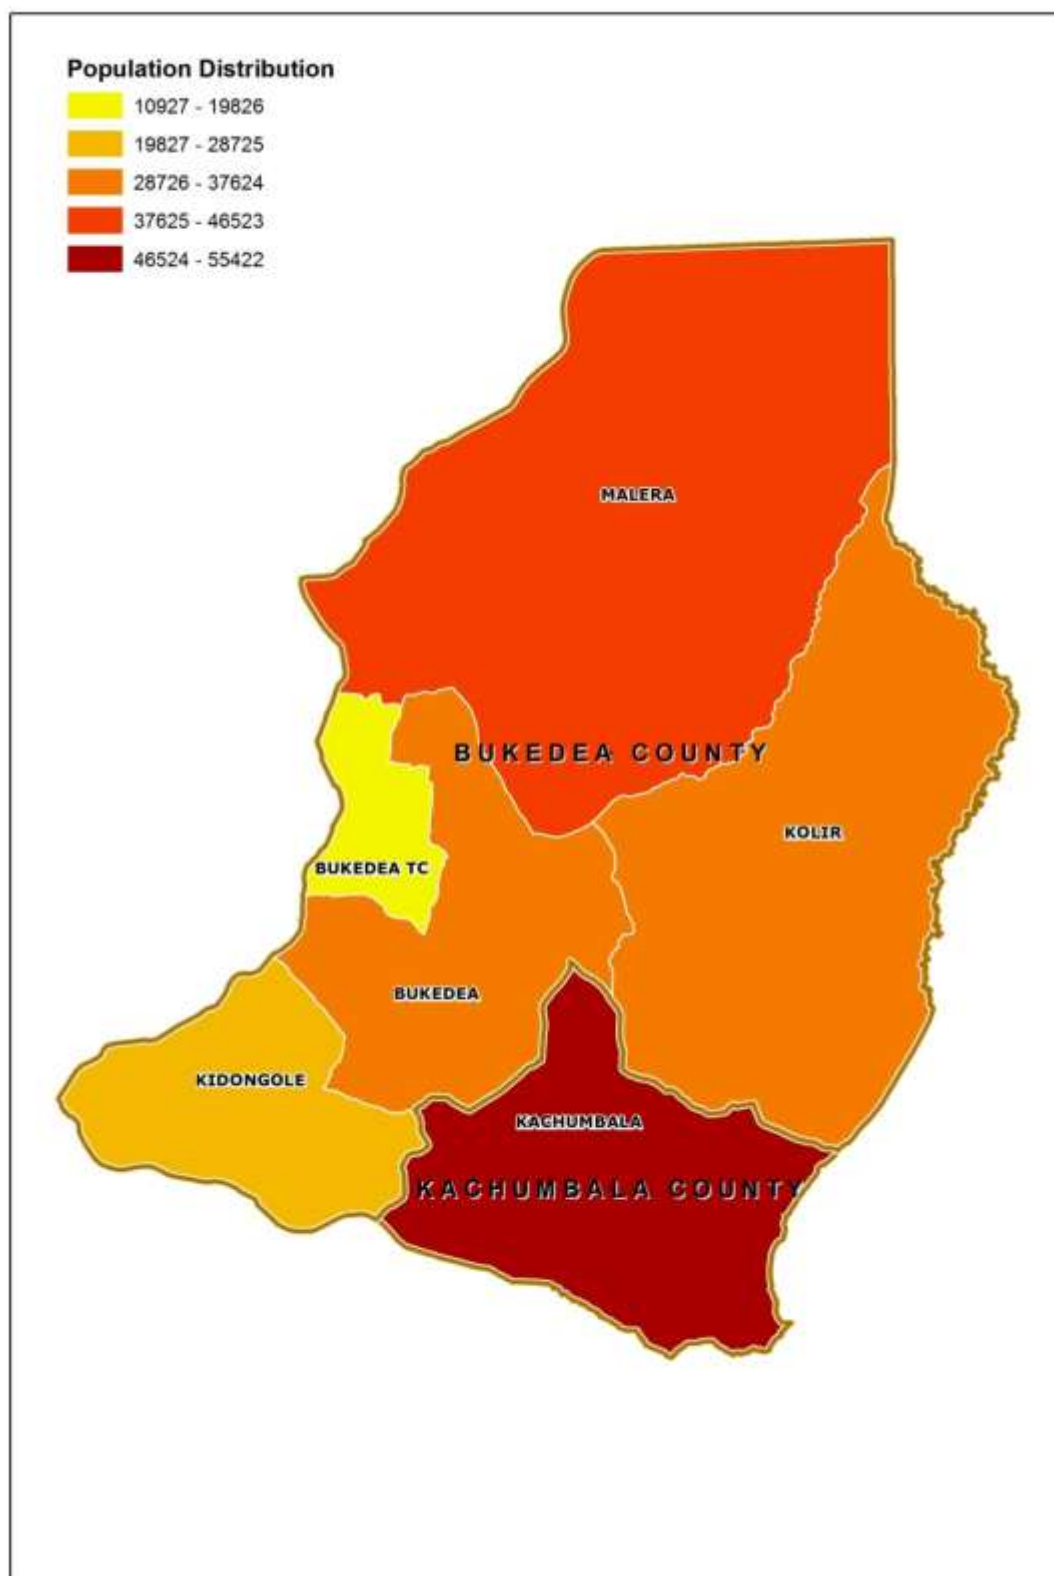 Population Distribution
10927 - 19826
19827 - 28725
28726 - 37624
37625 - 46523
46524 - 55422
MALERA
BUKEDEA COUNTY
KOLIR
BUKEDEA TC
BUKEDEA
KIDONGOLE
KACHUMBALA
KACHUMBALA COUNTY